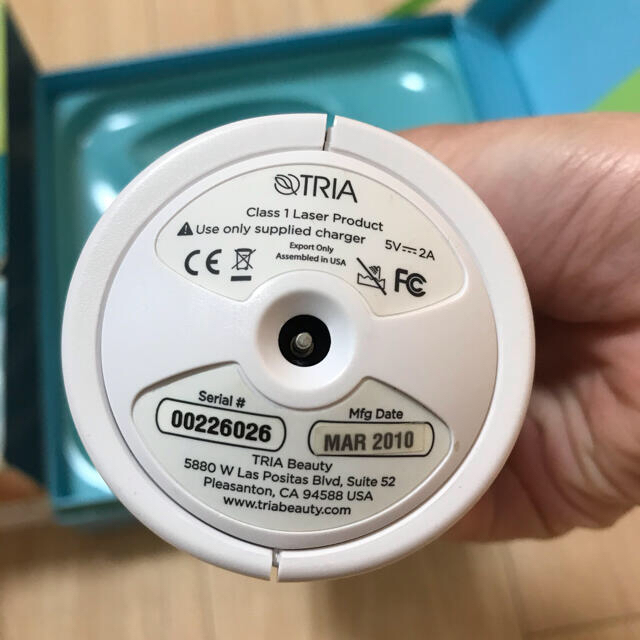 TRIA
Class 1 Laser Product
Use only supplied charger 5V⎓2A
Export Only
Assembled in USA
CE FC
Serial # Mfg Date
00226026 MAR 2010
TRIA Beauty
5880 W Las Positas Blvd, Suite 52
Pleasanton, CA 94588 USA
www.triabeauty.com